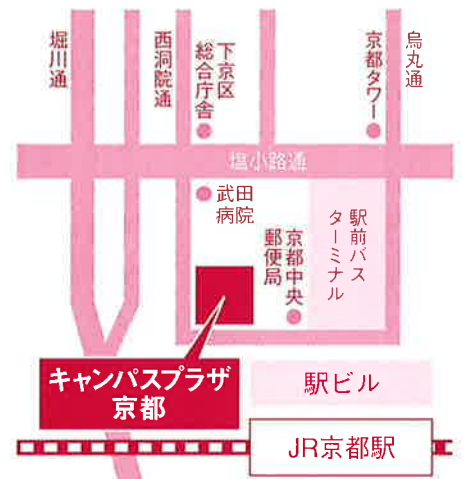 堀川通
西洞院通
下京区
総合庁舎
京都タワー
烏丸通
塩小路通
武田
病院
京都中央
郵便局
駅前バス
ターミナル
キャンパスプラザ
京都
駅ビル
JR京都駅